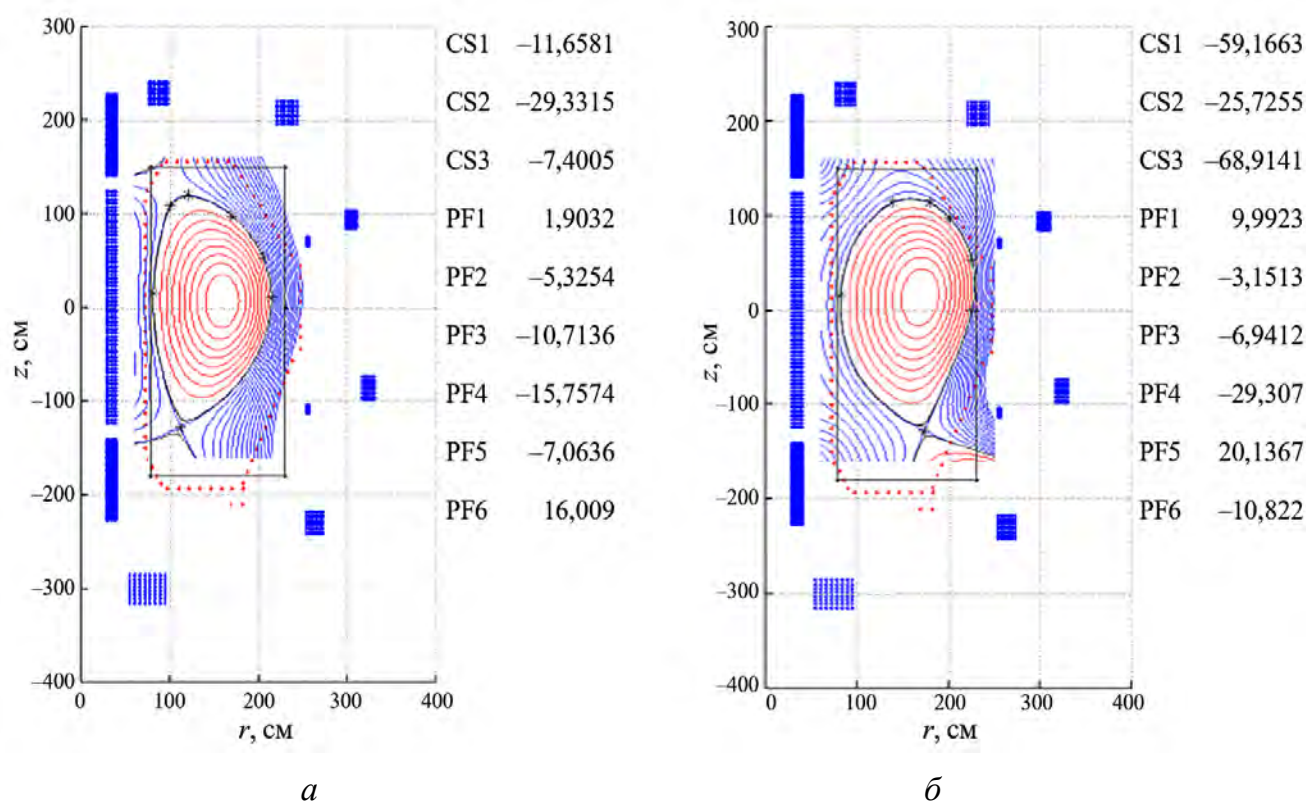 300
200
100
0
–100
–200
–300
–400
0
100
200
300
400
z, см
r, см
CS1 –11,6581
CS2 –29,3315
CS3 –7,4005
PF1 1,9032
PF2 –5,3254
PF3 –10,7136
PF4 –15,7574
PF5 –7,0636
PF6 16,009
а
300
200
100
0
–100
–200
–300
–400
0
100
200
300
400
z, см
r, см
CS1 –59,1663
CS2 –25,7255
CS3 –68,9141
PF1 9,9923
PF2 –3,1513
PF3 –6,9412
PF4 –29,307
PF5 20,1367
PF6 –10,822
б